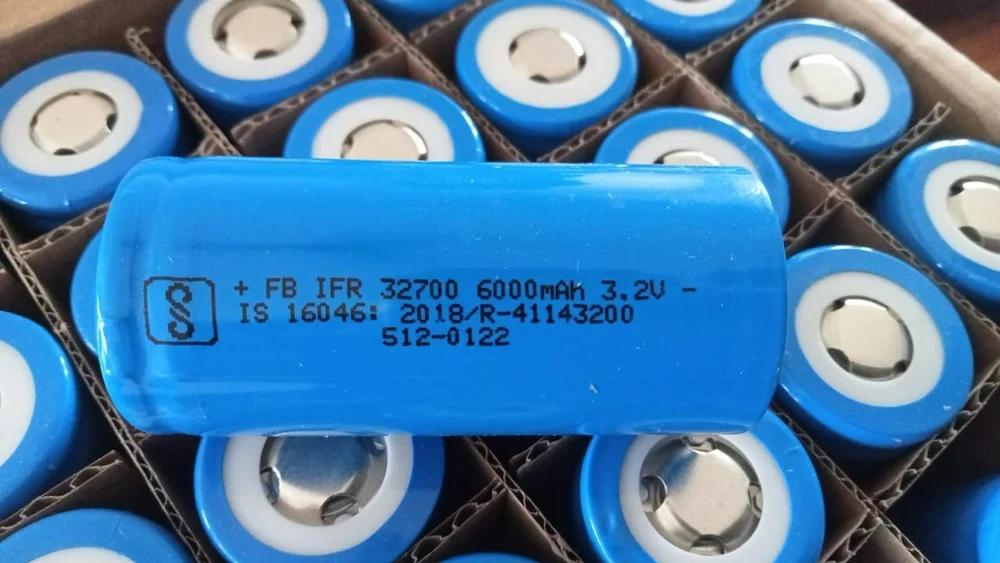 + FB IFR 32700 6000mAh 3.2V -
IS 16046: 2018/R-41143200
512-0122